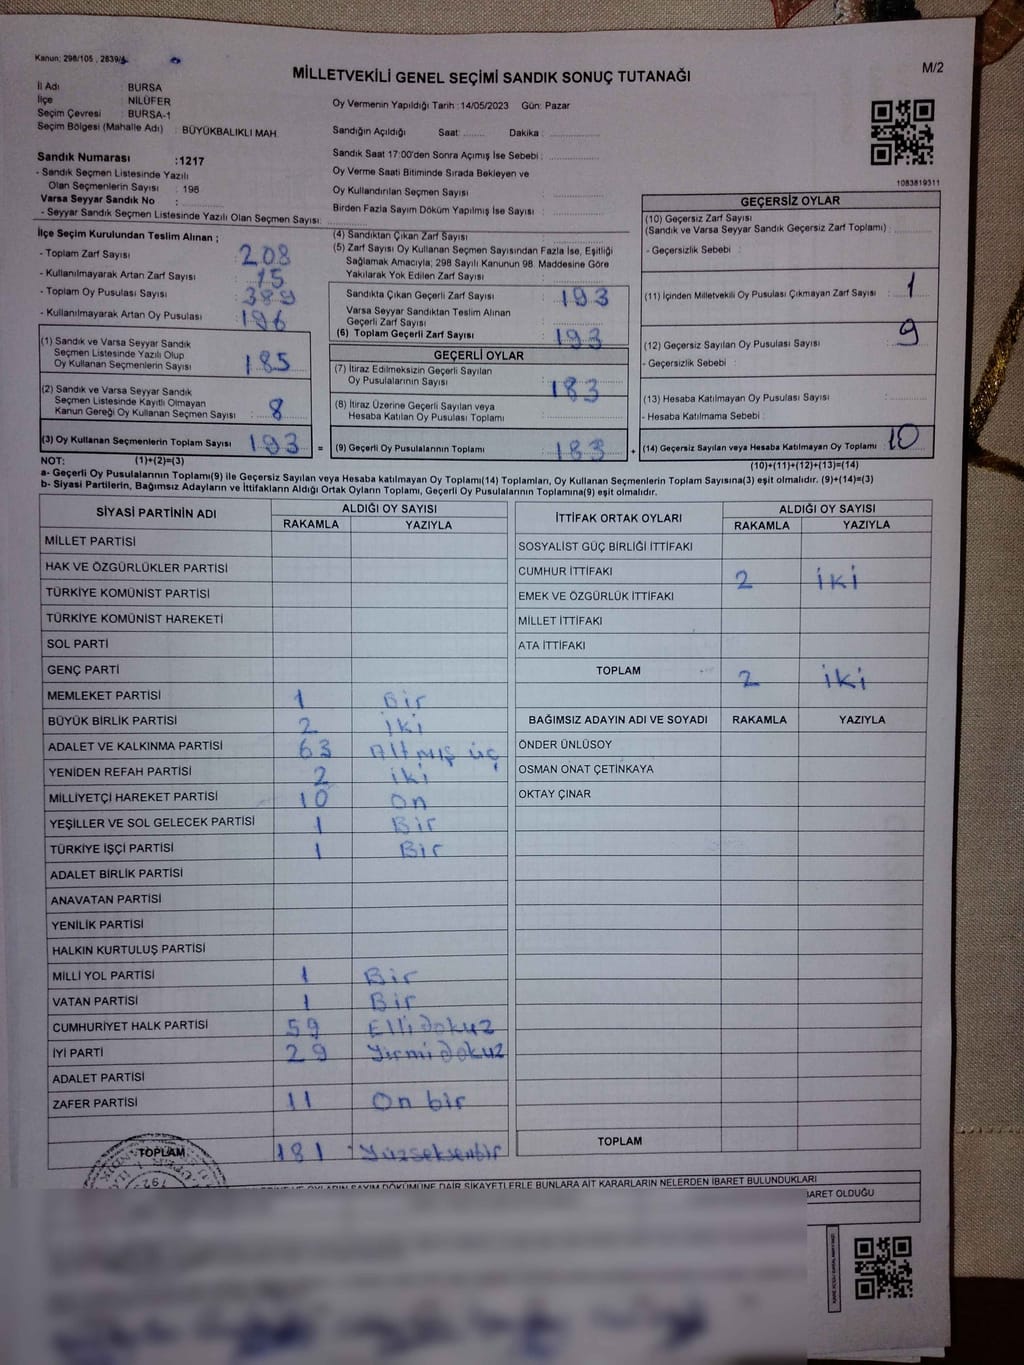 Kanun; 298/105 , 2839/
MİLLETVEKİLİ GENEL SEÇİMİ SANDIK SONUÇ TUTANAĞI
M/2
İl Adı : BURSA
İlçe : NİLÜFER
Seçim Çevresi : BURSA-1
Seçim Bölgesi (Mahalle Adı) : BÜYÜKBALIKLI MAH.
Oy Vermenin Yapıldığı Tarih :14/05/2023 Gün: Pazar
Sandığın Açıldığı Saat: ........ Dakika : ..................
Sandık Saat 17:00'den Sonra Açımış İse Sebebi : ..................
Oy Verme Saati Bitiminde Sırada Bekleyen ve
Oy Kullandırılan Seçmen Sayısı : ..................
Birden Fazla Sayım Döküm Yapılmış İse Sayısı : ..................
1083819311
Sandık Numarası :1217
- Sandık Seçmen Listesinde Yazılı
Olan Seçmenlerin Sayısı : 198
Varsa Seyyar Sandık No :
- Seyyar Sandık Seçmen Listesinde Yazılı Olan Seçmen Sayısı:
İlçe Seçim Kurulundan Teslim Alınan ;
- Toplam Zarf Sayısı : 208
- Kullanılmayarak Artan Zarf Sayısı : 15
- Toplam Oy Pusulası Sayısı : 389
- Kullanılmayarak Artan Oy Pusulası : 196
(1) Sandık ve Varsa Seyyar Sandık
Seçmen Listesinde Yazılı Olup
Oy Kullanan Seçmenlerin Sayısı : 185
(2) Sandık ve Varsa Seyyar Sandık
Seçmen Listesinde Kayıtlı Olmayan
Kanun Gereği Oy Kullanan Seçmen Sayısı : 8
(3) Oy Kullanan Seçmenlerin Toplam Sayısı : 193 =
(4) Sandıktan Çıkan Zarf Sayısı :
(5) Zarf Sayısı Oy Kullanan Seçmen Sayısından Fazla İse, Eşitliği
Sağlamak Amacıyla; 298 Sayılı Kanunun 98. Maddesine Göre
Yakılarak Yok Edilen Zarf Sayısı :
Sandıkta Çıkan Geçerli Zarf Sayısı : 193
Varsa Seyyar Sandıktan Teslim Alınan
Geçerli Zarf Sayısı :
(6) Toplam Geçerli Zarf Sayısı : 193
GEÇERLİ OYLAR
(7) İtiraz Edilmeksizin Geçerli Sayılan
Oy Pusulalarının Sayısı : 183
(8) İtiraz Üzerine Geçerli Sayılan veya
Hesaba Katılan Oy Pusulası Toplamı :
(9) Geçerli Oy Pusulalarının Toplamı : 183 +
GEÇERSİZ OYLAR
(10) Geçersiz Zarf Sayısı
(Sandık ve Varsa Seyyar Sandık Geçersiz Zarf Toplamı) :
- Geçersizlik Sebebi :
(11) İçinden Milletvekili Oy Pusulası Çıkmayan Zarf Sayısı : 1
(12) Geçersiz Sayılan Oy Pusulası Sayısı : 9
- Geçersizlik Sebebi :
(13) Hesaba Katılmayan Oy Pusulası Sayısı :
- Hesaba Katılmama Sebebi :
(14) Geçersiz Sayılan veya Hesaba Katılmayan Oy Toplamı : 10
NOT: (1)+(2)=(3)
(10)+(11)+(12)+(13)=(14)
a- Geçerli Oy Pusulalarının Toplamı(9) ile Geçersiz Sayılan veya Hesaba katılmayan Oy Toplamı(14) Toplamları, Oy Kullanan Seçmenlerin Toplam Sayısına(3) eşit olmalıdır. (9)+(14)=(3)
b- Siyasi Partilerin, Bağımsız Adayların ve İttifakların Aldığı Oyların Toplamı, Geçerli Oy Pusulalarının Toplamına(9) eşit olmalıdır.
SİYASİ PARTİNİN ADI ALDIĞI OY SAYISI
RAKAMLA YAZIYLA
MİLLET PARTİSİ
HAK VE ÖZGÜRLÜKLER PARTİSİ
TÜRKİYE KOMÜNİST PARTİSİ
TÜRKİYE KOMÜNİST HAREKETİ
SOL PARTİ
GENÇ PARTİ
MEMLEKET PARTİSİ 1 Bir
BÜYÜK BİRLİK PARTİSİ 2 iki
ADALET VE KALKINMA PARTİSİ 63 Altmış üç
YENİDEN REFAH PARTİSİ 2 iki
MİLLİYETÇİ HAREKET PARTİSİ 10 On
YEŞİLLER VE SOL GELECEK PARTİSİ 1 Bir
TÜRKİYE İŞÇİ PARTİSİ 1 Bir
ADALET BİRLİK PARTİSİ
ANAVATAN PARTİSİ
YENİLİK PARTİSİ
HALKIN KURTULUŞ PARTİSİ
MİLLİ YOL PARTİSİ 1 Bir
VATAN PARTİSİ 1 Bir
CUMHURİYET HALK PARTİSİ 59 Elli dokuz
İYİ PARTİ 29 Yirmi dokuz
ADALET PARTİSİ
ZAFER PARTİSİ 11 On bir
TOPLAM 181 Yüzseksenbir
İTTİFAK ORTAK OYLARI ALDIĞI OY SAYISI
RAKAMLA YAZIYLA
SOSYALİST GÜÇ BİRLİĞİ İTTİFAKI
CUMHUR İTTİFAKI 2 iki
EMEK VE ÖZGÜRLÜK İTTİFAKI
MİLLET İTTİFAKI
ATA İTTİFAKI
TOPLAM 2 iki
BAĞIMSIZ ADAYIN ADI VE SOYADI RAKAMLA YAZIYLA
ÖNDER ÜNLÜSOY
OSMAN ONAT ÇETİNKAYA
OKTAY ÇINAR
TOPLAM
OYLARIN SAYIM DÖKÜMÜNE DAİR ŞİKAYETLERLE BUNLARA AİT KARARLARIN NELERDEN İBARET BULUNDUKLARI
İBARET OLDUĞU